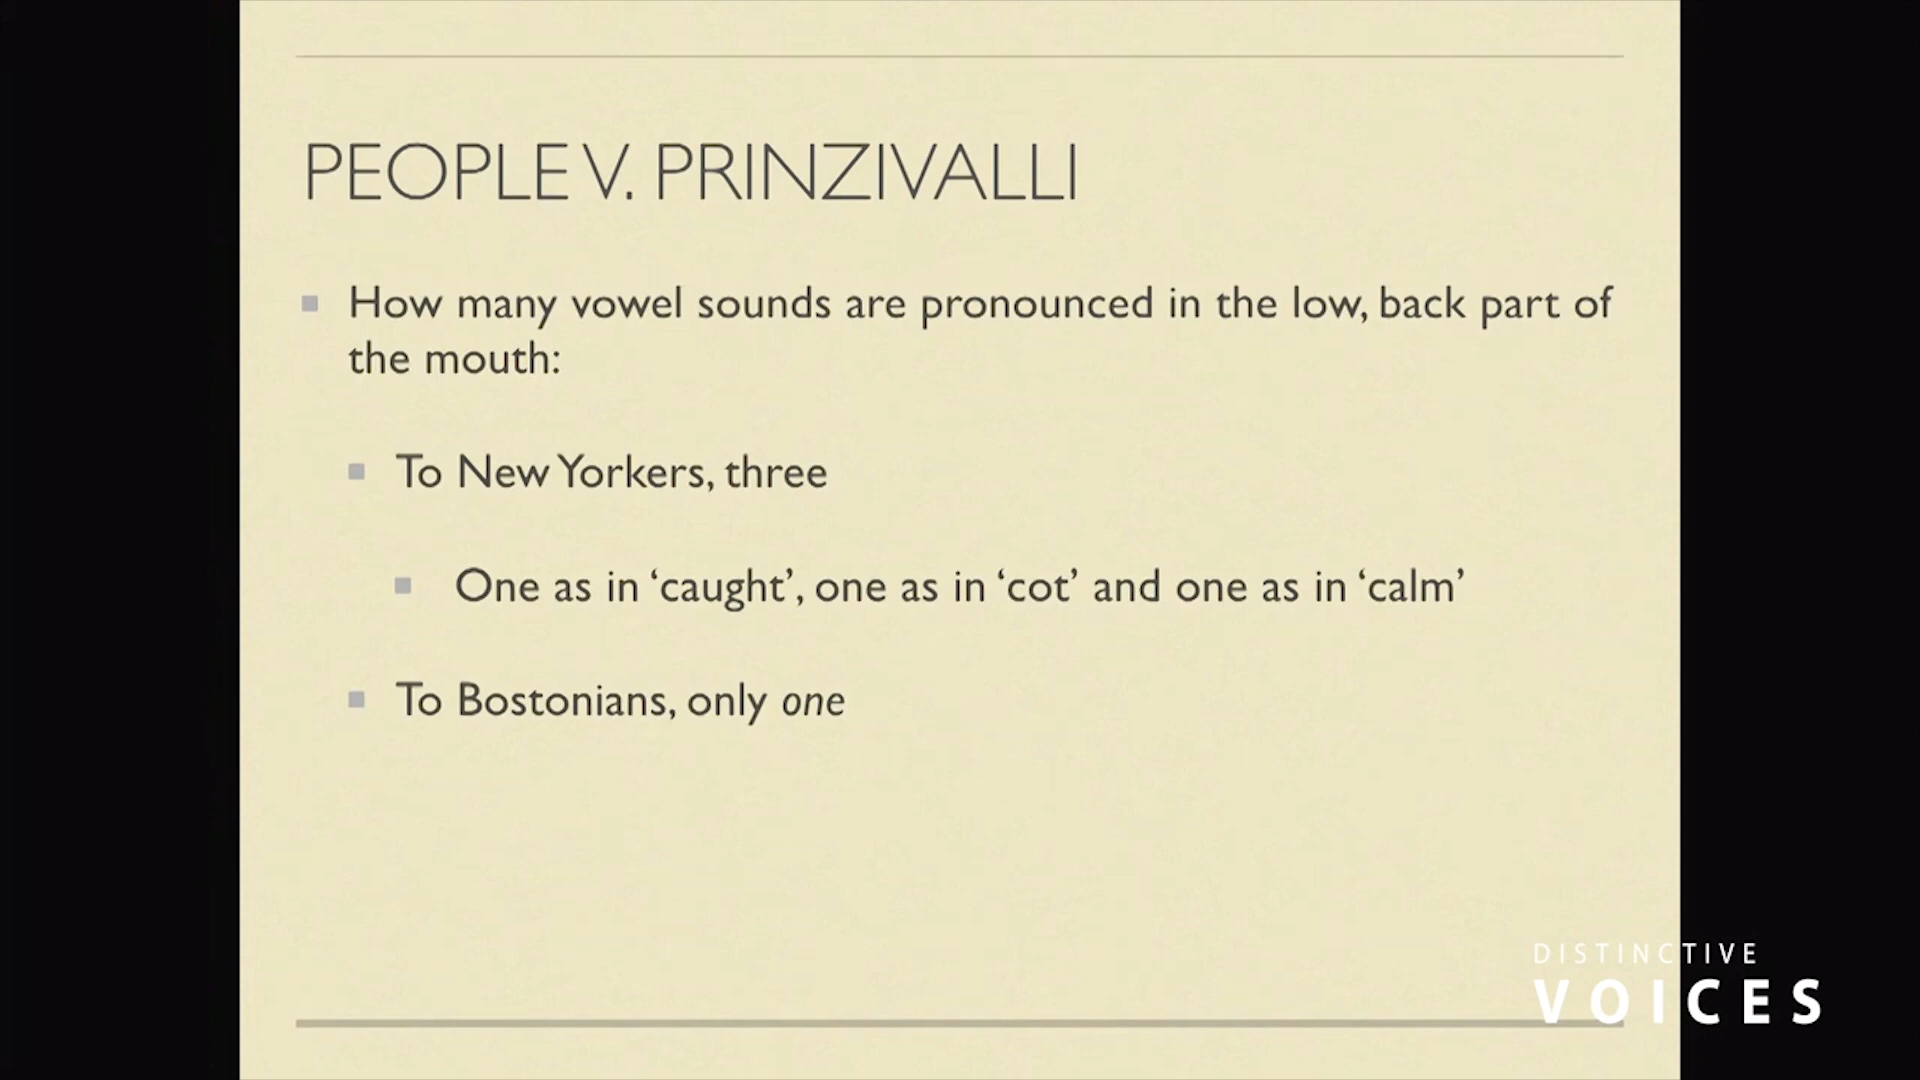 PEOPLE V. PRINZIVALLI
How many vowel sounds are pronounced in the low, back part of
the mouth:
To New Yorkers, three
One as in ‘caught’, one as in ‘cot’ and one as in ‘calm’
To Bostonians, only one
DISTINCTIVE
VOICES